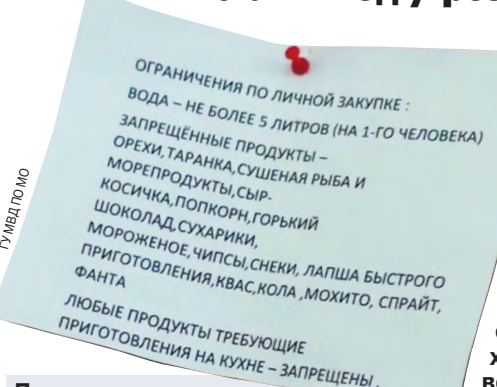 ОГРАНИЧЕНИЯ ПО ЛИЧНОЙ ЗАКУПКЕ :
ВОДА – НЕ БОЛЕЕ 5 ЛИТРОВ (НА 1-ГО ЧЕЛОВЕКА)
ЗАПРЕЩЁННЫЕ ПРОДУКТЫ –
ОРЕХИ,ТАРАНКА,СУШЕНАЯ РЫБА И
МОРЕПРОДУКТЫ,СЫР-
КОСИЧКА,ПОПКОРН,ГОРЬКИЙ
ШОКОЛАД,СУХАРИКИ,
МОРОЖЕНОЕ,ЧИПСЫ,СНЕКИ, ЛАПША БЫСТРОГО
ПРИГОТОВЛЕНИЯ,КВАС,КОЛА ,МОХИТО, СПРАЙТ,
ФАНТА
ЛЮБЫЕ ПРОДУКТЫ ТРЕБУЮЩИЕ
ПРИГОТОВЛЕНИЯ НА КУХНЕ – ЗАПРЕЩЕНЫ.
ГУ МВД ПО МО